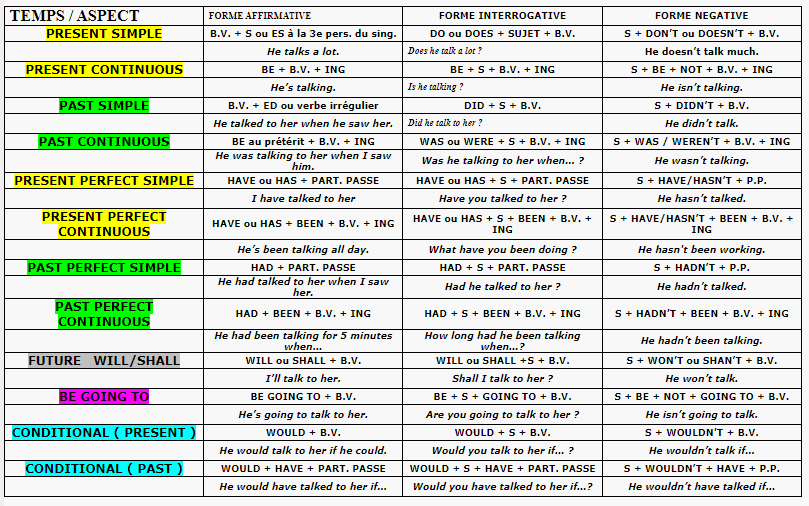 TEMPS / ASPECT FORME AFFIRMATIVE FORME INTERROGATIVE FORME NEGATIVE
PRESENT SIMPLE B.V. + S ou ES à la 3e pers. du sing. DO ou DOES + SUJET + B.V. S + DON'T ou DOESN'T + B.V.
He talks a lot. Does he talk a lot ? He doesn't talk much.
PRESENT CONTINUOUS BE + B.V. + ING BE + S + B.V. + ING S + BE + NOT + B.V. + ING
He's talking. Is he talking ? He isn't talking.
PAST SIMPLE B.V. + ED ou verbe irrégulier DID + S + B.V. S + DIDN'T + B.V.
He talked to her when he saw her. Did he talk to her ? He didn't talk.
PAST CONTINUOUS BE au prétérit + B.V. + ING WAS ou WERE + S + B.V. + ING S + WAS / WEREN'T + B.V. + ING
He was talking to her when I saw
him. Was he talking to her when... ? He wasn't talking.
PRESENT PERFECT SIMPLE HAVE ou HAS + PART. PASSE HAVE ou HAS + S + PART. PASSE S + HAVE/HASN'T + P.P.
I have talked to her Have you talked to her ? He hasn't talked.
PRESENT PERFECT
CONTINUOUS HAVE ou HAS + BEEN + B.V. + ING HAVE ou HAS + S + BEEN + B.V. +
ING S + HAVE/HASN'T + BEEN + B.V. +
ING
He's been talking all day. What have you been doing ? He hasn't been working.
PAST PERFECT SIMPLE HAD + PART. PASSE HAD + S + PART. PASSE S + HADN'T + P.P.
He had talked to her when I saw
her. Had he talked to her ? He hadn't talked.
PAST PERFECT
CONTINUOUS HAD + BEEN + B.V. + ING HAD + S + BEEN + B.V. + ING S + HADN'T + BEEN + B.V. + ING
He had been talking for 5 minutes
when... How long had he been talking
when...? He hadn't been talking.
FUTURE WILL/SHALL WILL ou SHALL + B.V. WILL ou SHALL +S + B.V. S + WON'T ou SHAN'T + B.V.
I'll talk to her. Shall I talk to her ? He won't talk.
BE GOING TO BE GOING TO + B.V. BE + S + GOING TO + B.V. S + BE + NOT + GOING TO + B.V.
He's going to talk to her. Are you going to talk to her ? He isn't going to talk.
CONDITIONAL ( PRESENT ) WOULD + B.V. WOULD + S + B.V. S + WOULDN'T + B.V.
He would talk to her if he could. Would you talk to her if... ? He wouldn't talk if...
CONDITIONAL ( PAST ) WOULD + HAVE + PART. PASSE WOULD + S + HAVE + PART. PASSE S + WOULDN'T + HAVE + P.P.
He would have talked to her if... Would you have talked to her if...? He wouldn't have talked if...